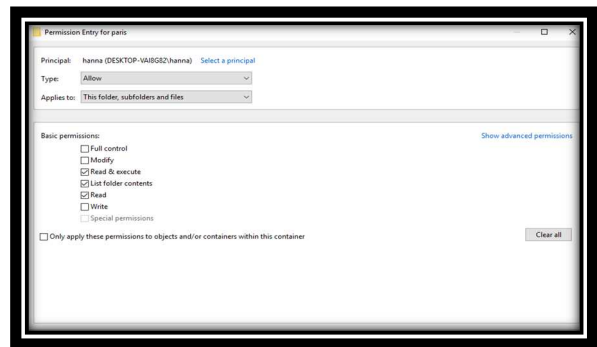 Permission Entry for paris
Principal: hanna (DESKTOP-VAI8G82\hanna) Select a principal
Type: Allow
Applies to: This folder, subfolders and files
Basic permissions: Show advanced permissions
Full control
Modify
Read & execute
List folder contents
Read
Write
Special permissions
Only apply these permissions to objects and/or containers within this container Clear all